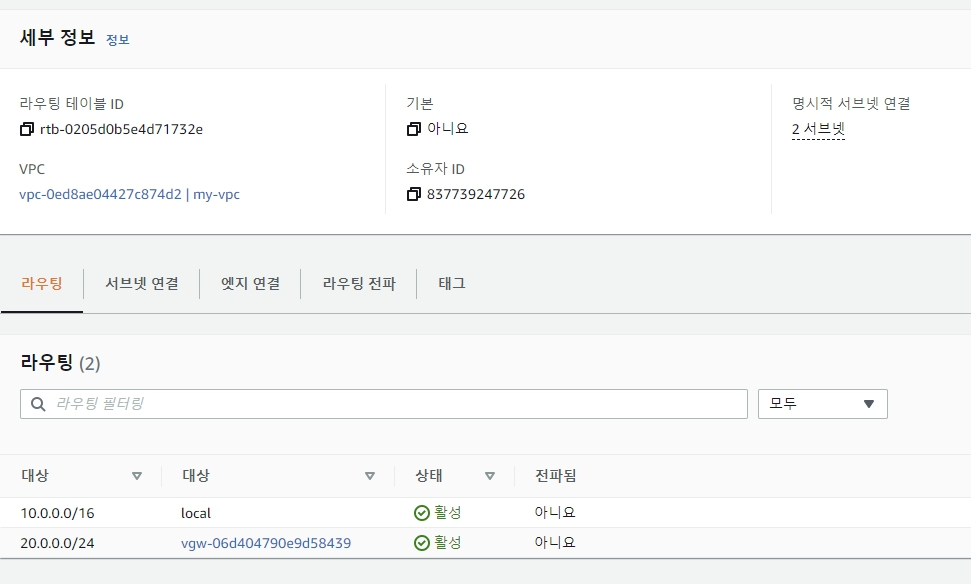 세부 정보 정보
라우팅 테이블 ID
rtb-0205d0b5e4d71732e
VPC
vpc-0ed8ae04427c874d2 | my-vpc
기본
아니요
소유자 ID
837739247726
명시적 서브넷 연결
2 서브넷
라우팅 서브넷 연결 엣지 연결 라우팅 전파 태그
라우팅 (2)
라우팅 필터링 모두
대상 대상 상태 전파됨
10.0.0.0/16 local 활성 아니요
20.0.0.0/24 vgw-06d404790e9d58439 활성 아니요